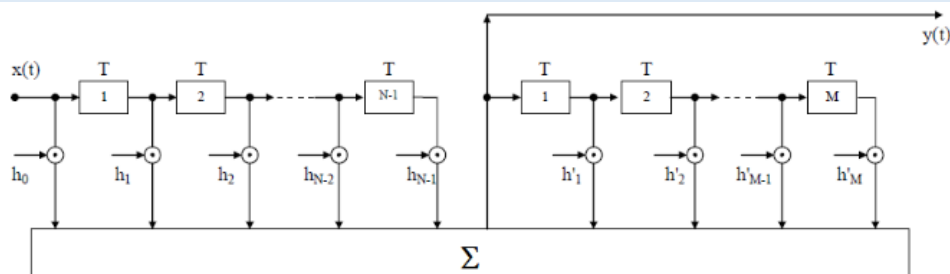 y(t)
x(t) T T T T T T
1 2 N-1 1 2 M
h₀ h₁ h₂ hN-2 hN-1 h'₁ h'₂ h'M-1 h'M
Σ